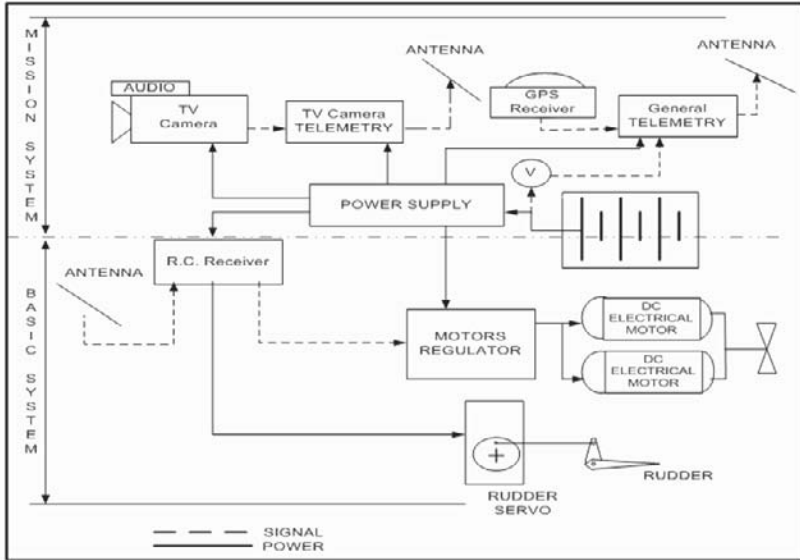 MISSION SYSTEM
ANTENNA
ANTENNA
AUDIO
TV
Camera
TV Camera
TELEMETRY
GPS
Receiver
General
TELEMETRY
V
POWER SUPPLY
BASIC SYSTEM
ANTENNA
R.C. Receiver
MOTORS
REGULATOR
DC
ELECTRICAL
MOTOR
DC
ELECTRICAL
MOTOR
RUDDER
SERVO
RUDDER
SIGNAL
POWER